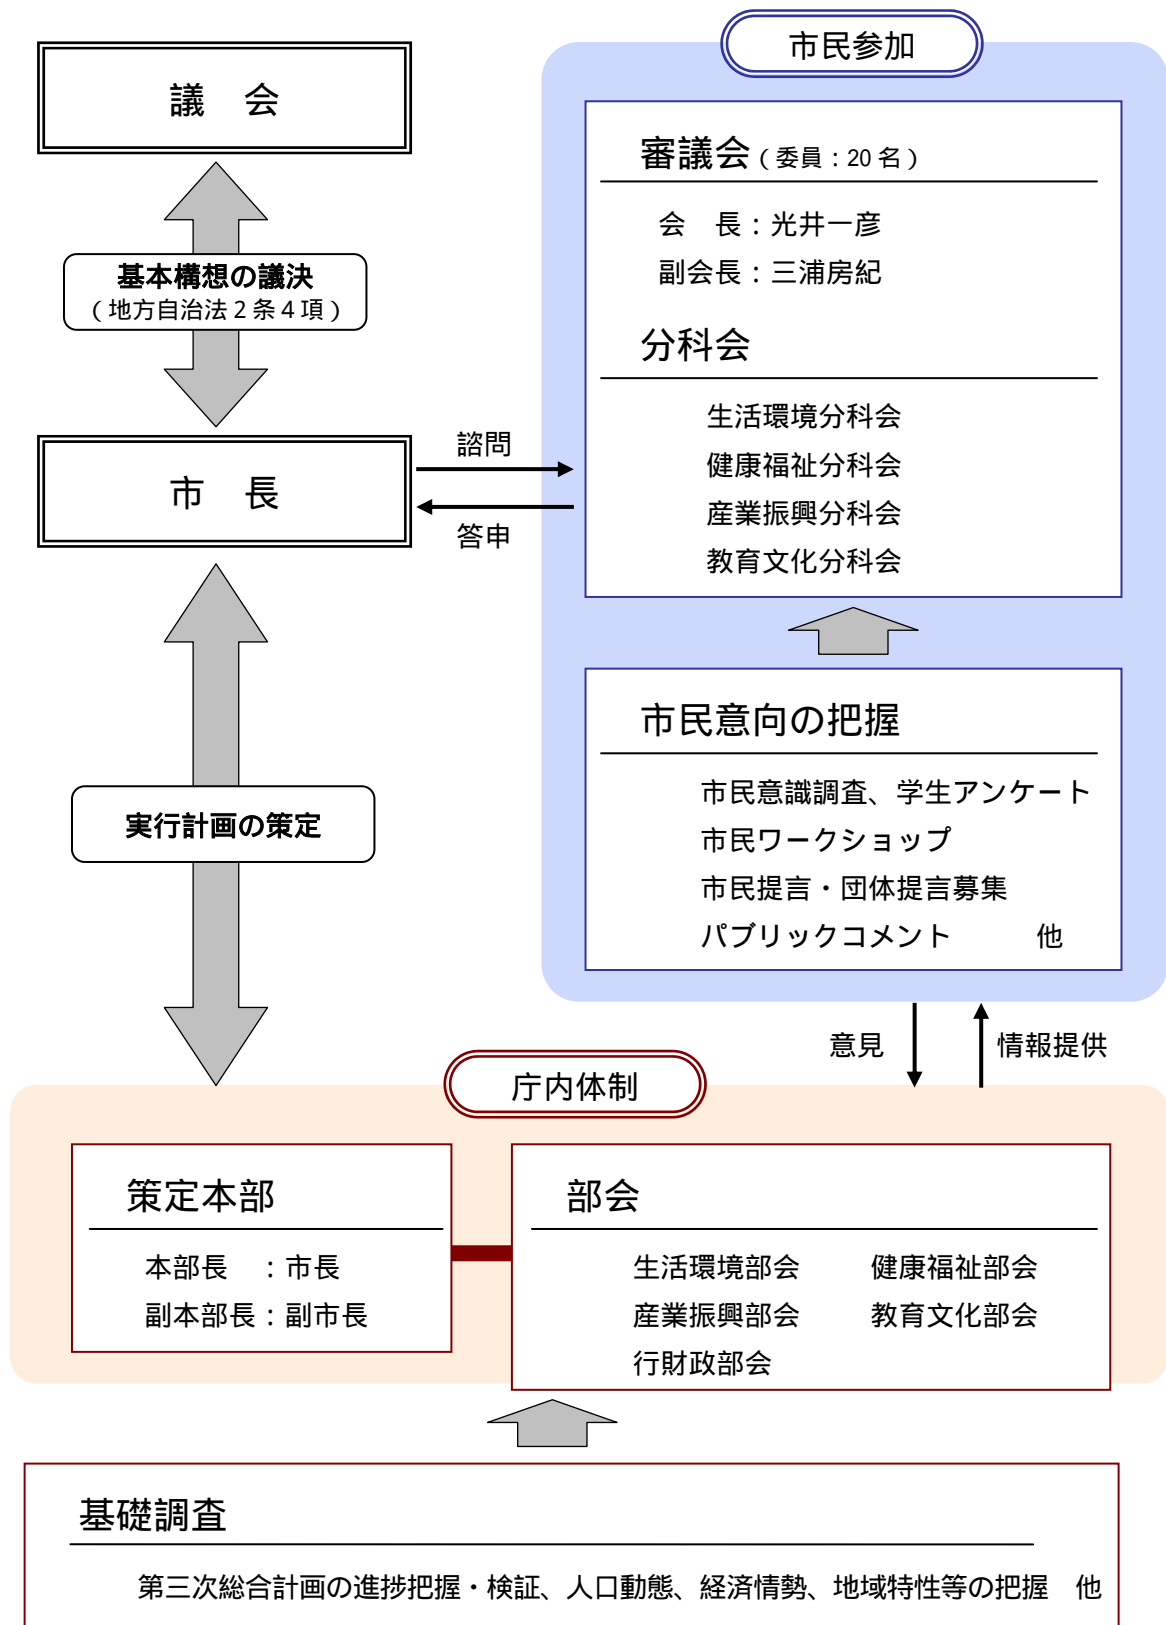 議　会
基本構想の議決
（地方自治法２条４項）
市　長
諮問
答申
実行計画の策定
市民参加
審議会（委員：20 名）
会　長：光井一彦
副会長：三浦房紀
分科会
生活環境分科会
健康福祉分科会
産業振興分科会
教育文化分科会
市民意向の把握
市民意識調査、学生アンケート
市民ワークショップ
市民提言・団体提言募集
パブリックコメント　　　他
意見
情報提供
庁内体制
策定本部
本部長　：市長
副本部長：副市長
部会
生活環境部会　　健康福祉部会
産業振興部会　　教育文化部会
行財政部会
基礎調査
第三次総合計画の進捗把握・検証、人口動態、経済情勢、地域特性等の把握　他